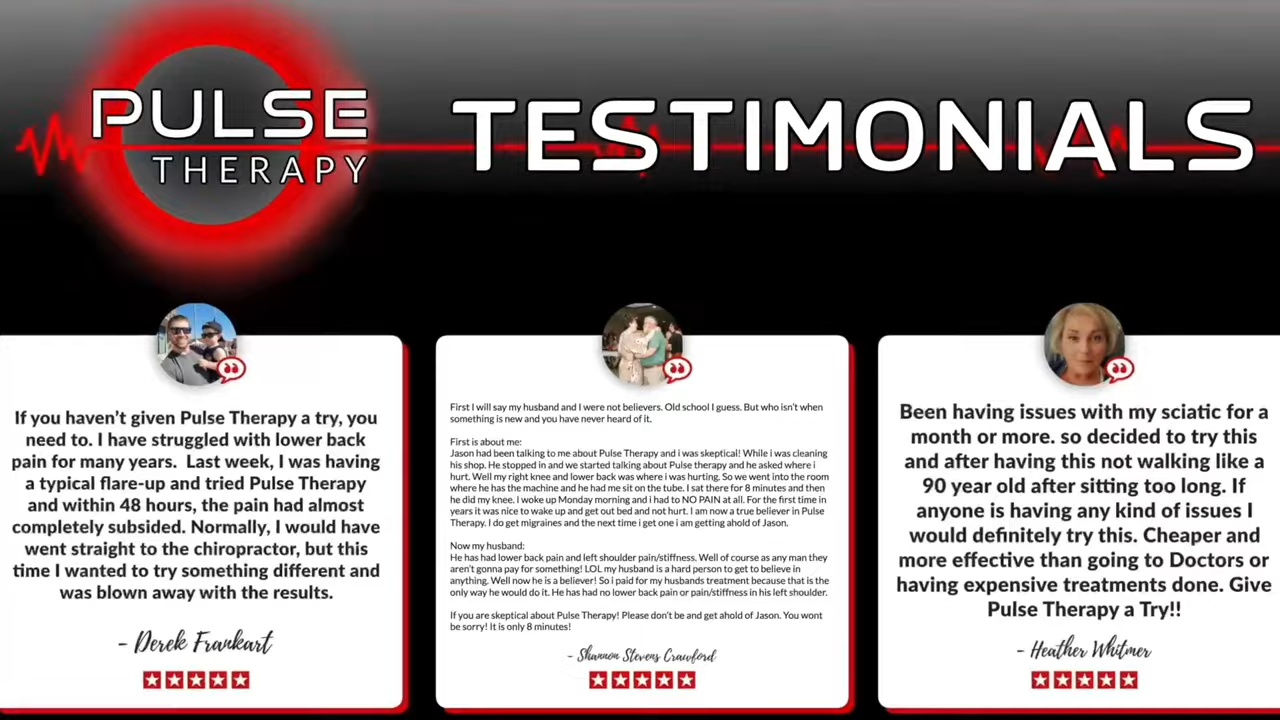 PULSE
THERAPY
TESTIMONIALS
If you haven't given Pulse Therapy a try, you
need to. I have struggled with lower back
pain for many years. Last week, I was having
a typical flare-up and tried Pulse Therapy
and within 48 hours, the pain had almost
completely subsided. Normally, I would have
went straight to the chiropractor, but this
time I wanted to try something different and
was blown away with the results.
- Derek Frankart
First I will say my husband and I were not believers. Old school I guess. But who isn't when
something is new and you have never heard of it.
First is about me:
Jason had been talking to me about Pulse Therapy and i was skeptical! While i was cleaning
his shop. He stopped in and we started talking about Pulse therapy and he asked where i
hurt. Well my right knee and lower back was where i was hurting. So we went into the room
where he has the machine and he had me sit on the tube. I sat there for 8 minutes and then
he did my knee. I woke up Monday morning and i had to NO PAIN at all. For the first time in
years it was nice to wake up and get out bed and not hurt. I am now a true believer in Pulse
Therapy. I do get migraines and the next time i get one i am getting ahold of Jason.
Now my husband:
He has had lower back pain and left shoulder pain/stiffness. Well of course as any man they
aren't gonna pay for something! LOL my husband is a hard person to get to believe in
anything. Well now he is a believer! So i paid for my husbands treatment because that is the
only way he would do it. He has had no lower back pain or pain/stiffness in his left shoulder.
If you are skeptical about Pulse Therapy! Please don't be and get ahold of Jason. You wont
be sorry! It is only 8 minutes!
- Shannon Stevens Crawford
Been having issues with my sciatic for a
month or more. so decided to try this
and after having this not walking like a
90 year old after sitting too long. If
anyone is having any kind of issues I
would definitely try this. Cheaper and
more effective than going to Doctors or
having expensive treatments done. Give
Pulse Therapy a Try!!
- Heather Whitmer